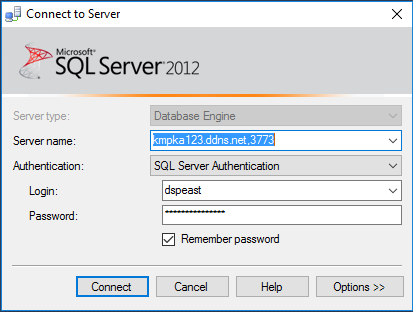 Connect to Server
Microsoft®
SQL Server® 2012
Server type: Database Engine
Server name: kmpka123.ddns.net,3773
Authentication: SQL Server Authentication
Login: dspeast
Password: ***************
Remember password
Connect Cancel Help Options >>